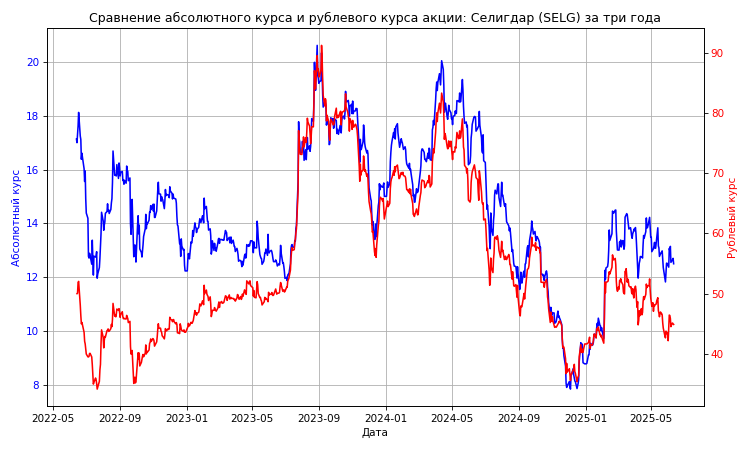 Сравнение абсолютного курса и рублевого курса акции: Селигдар (SELG) за три года
Абсолютный курс
20
18
16
14
12
10
8
Рублевый курс
90
80
70
60
50
40
2022-05 2022-09 2023-01 2023-05 2023-09 2024-01 2024-05 2024-09 2025-01 2025-05
Дата